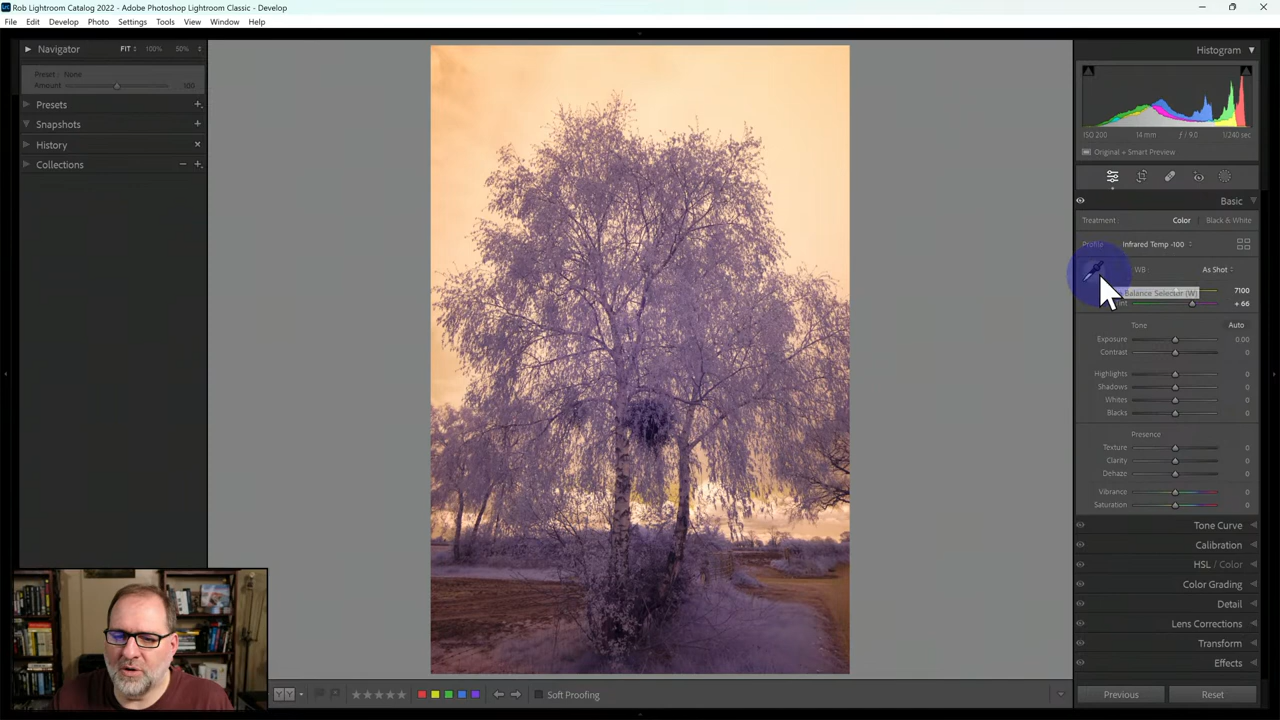 Rob Lightroom Catalog 2022 - Adobe Photoshop Lightroom Classic - Develop
File Edit Develop Photo Settings Tools View Window Help
Navigator FIT 100% 50%
Preset: None
Amount 100
Presets
Snapshots
History
Collections
Histogram
ISO 200 14 mm ƒ / 9.0 1/240 sec
Original + Smart Preview
Basic
Treatment: Color Black & White
Profile Infrared Temp -100
WB: As Shot
7100
Balance Selector (W)
+ 66
Tone Auto
Exposure 0.00
Contrast 0
Highlights 0
Shadows 0
Whites 0
Blacks 0
Presence
Texture 0
Clarity 0
Dehaze 0
Vibrance 0
Saturation 0
Tone Curve
Calibration
HSL / Color
Color Grading
Detail
Lens Corrections
Transform
Effects
Y Y Soft Proofing
Previous Reset